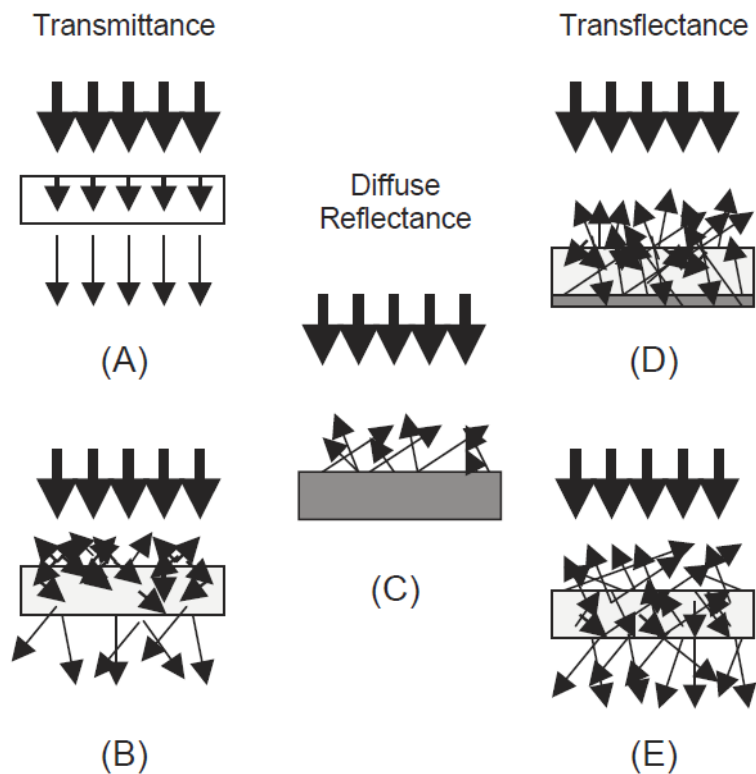 Transmittance
Transflectance
Diffuse
Reflectance
(A)
(D)
(C)
(B)
(E)